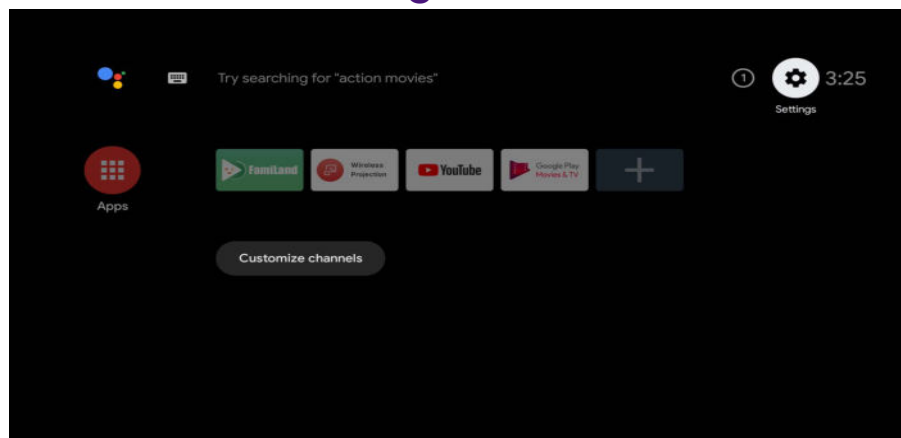 Try searching for "action movies"
1
3:25
Settings
FamiLand
Wireless
Projection
YouTube
Google Play
Movies & TV
Apps
Customize channels